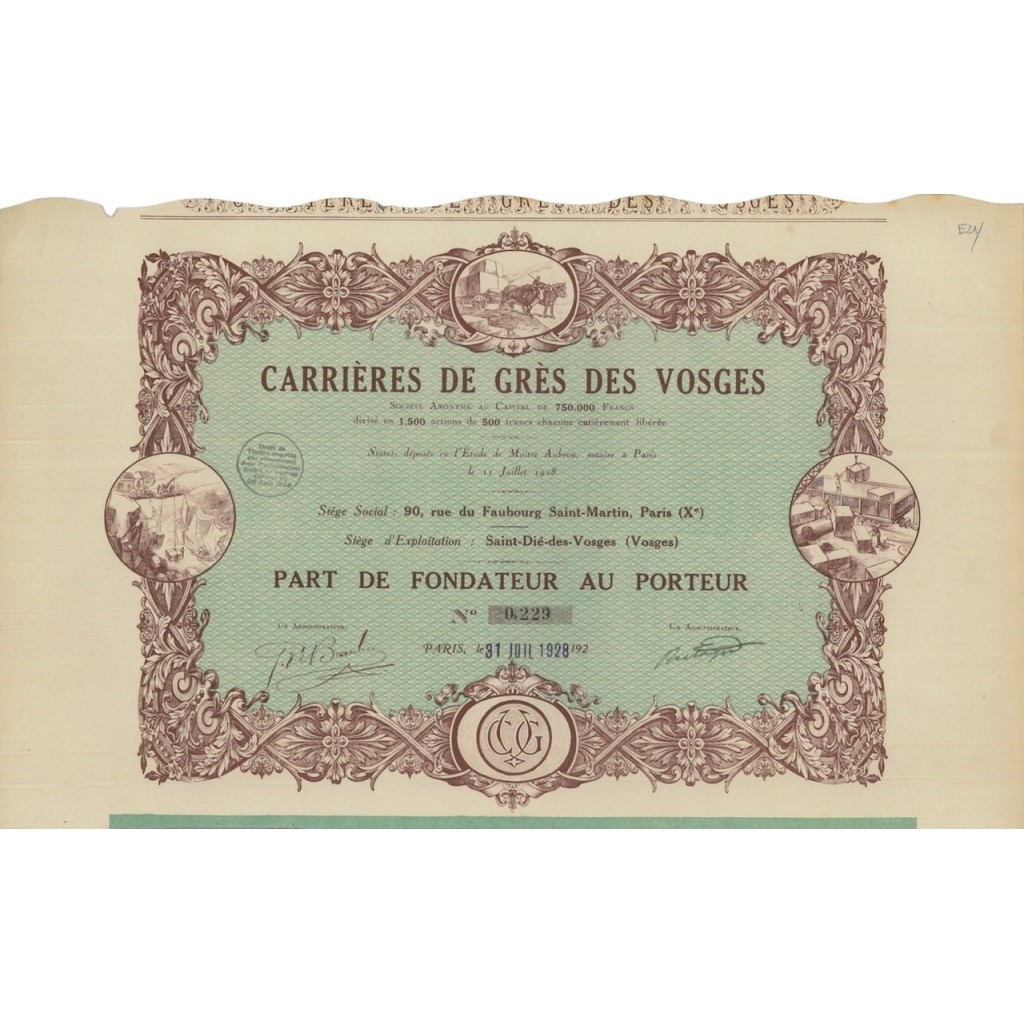 CARRIÈRES DE GRÈS DES VOSGES
SOCIÉTÉ ANONYME AU CAPITAL DE 750.000 FRANCS
divisé en 1.500 actions de 500 francs chacune entièrement libérée
Statuts déposés en l'Etude de Maître Aubron, notaire à Paris
le 11 Juillet 1928
Siège Social : 90, rue du Faubourg Saint-Martin, Paris (Xe)
Siège d'Exploitation : Saint-Dié-des-Vosges (Vosges)
PART DE FONDATEUR AU PORTEUR
No 0,229
UN ADMINISTRATEUR,
UN ADMINISTRATEUR,
PARIS, le 31 JUIL 1928 192
CVG